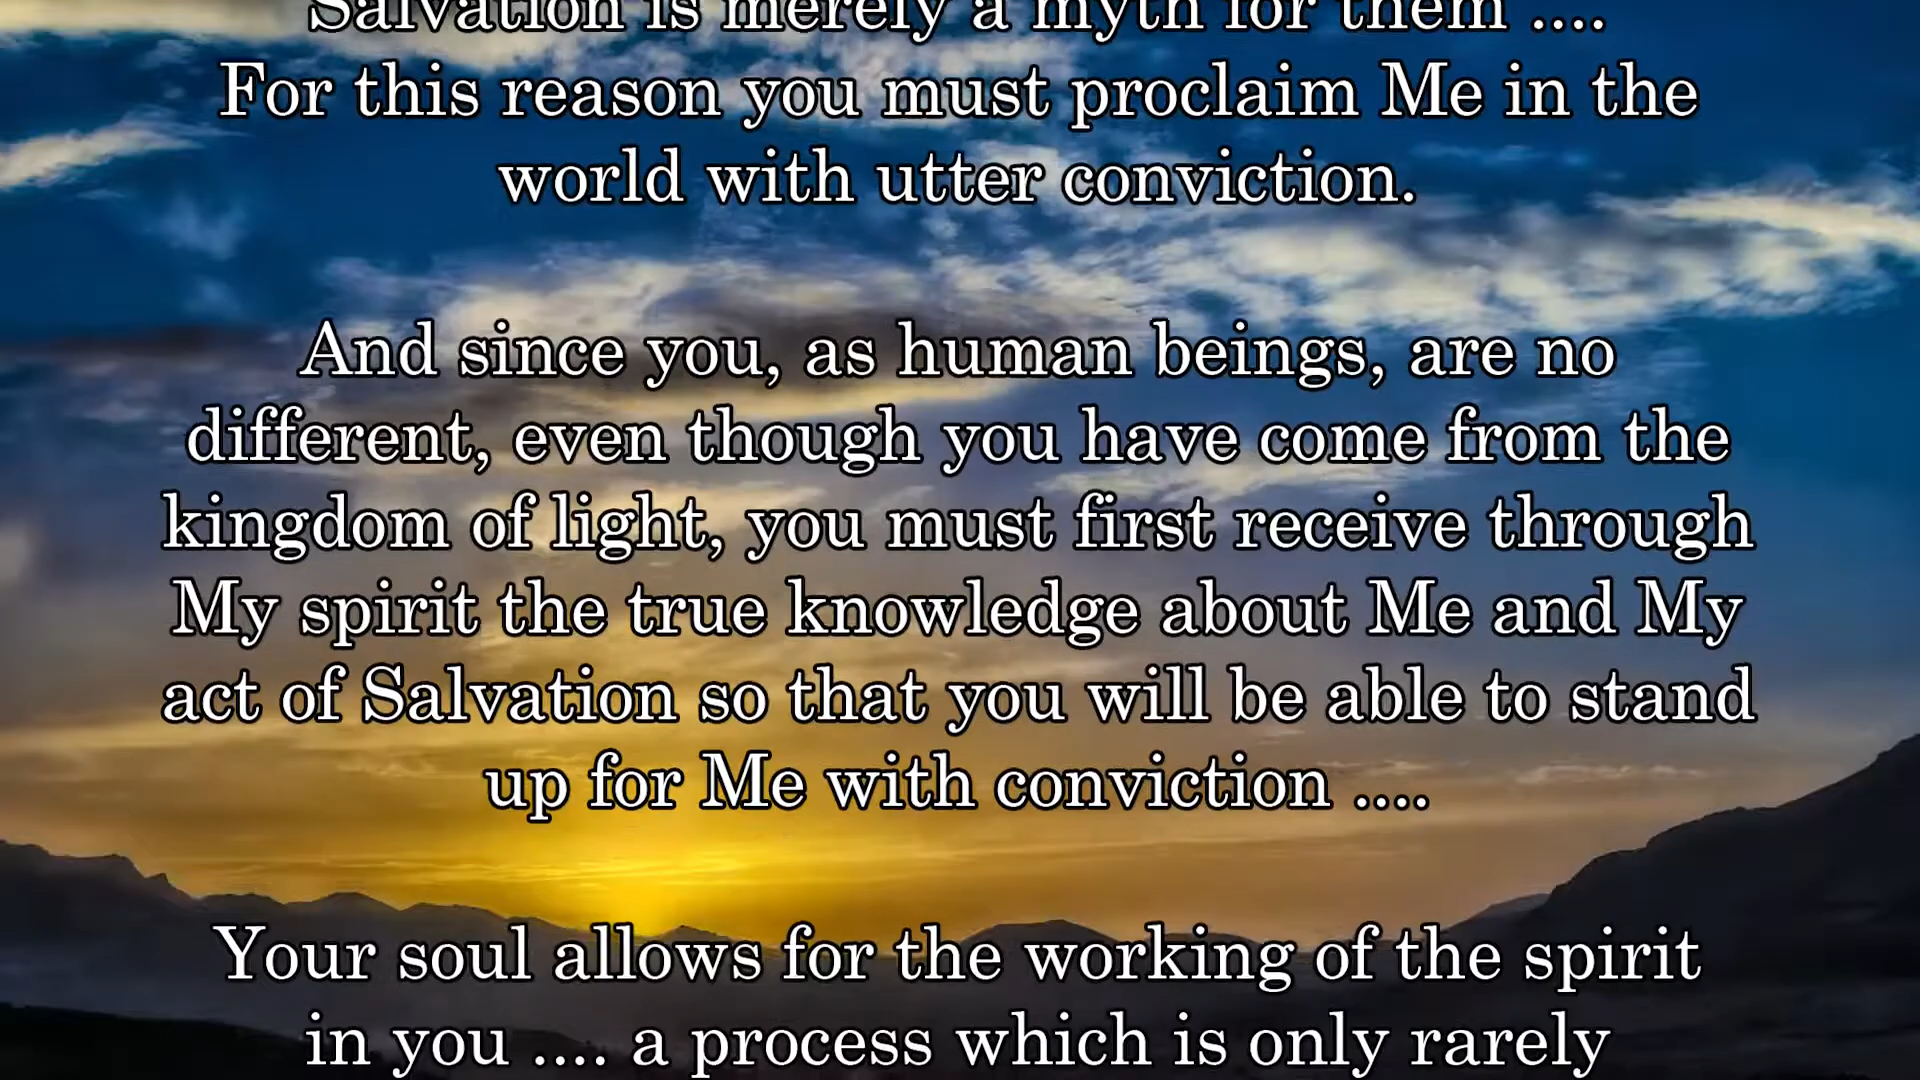 Salvation is merely a myth for them ....
For this reason you must proclaim Me in the
world with utter conviction.
And since you, as human beings, are no
different, even though you have come from the
kingdom of light, you must first receive through
My spirit the true knowledge about Me and My
act of Salvation so that you will be able to stand
up for Me with conviction ....
Your soul allows for the working of the spirit
in you .... a process which is only rarely